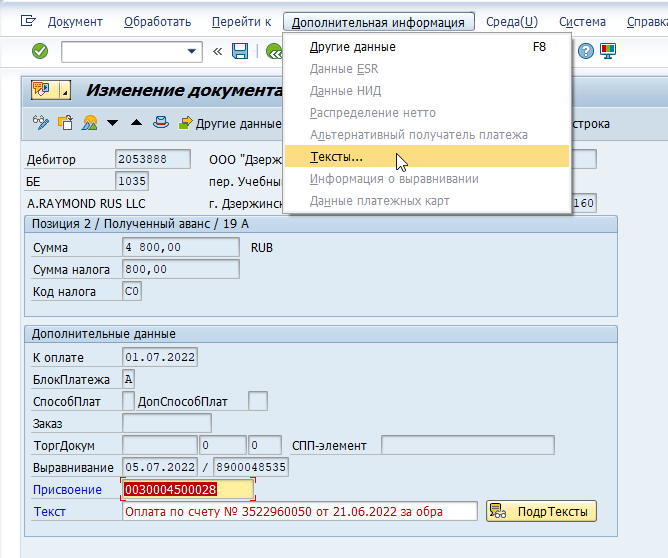 Документ Обработать Перейти к Дополнительная информация Среда(U) Система Справка
«
Другие данные F8
Данные ESR
Данные НИД
Распределение нетто
Альтернативный получатель платежа
Тексты...
Информация о выравнивании
Данные платежных карт
Изменение документа
Другие данные строка
Дебитор 2053888 ООО "Дзерж
БЕ 1035 пер. Учебны
A.RAYMOND RUS LLC г. Дзержинск 160
Позиция 2 / Полученный аванс / 19 А
Сумма 4 800,00 RUB
Сумма налога 800,00
Код налога C0
Дополнительные данные
К оплате 01.07.2022
БлокПлатежа A
СпособПлат ДопСпособПлат
Заказ
ТоргДокум 0 0 СПП-элемент
Выравнивание 05.07.2022 / 8900048535
Присвоение 0030004500028
Текст Оплата по счету № 3522960050 от 21.06.2022 за обра ПодрТексты